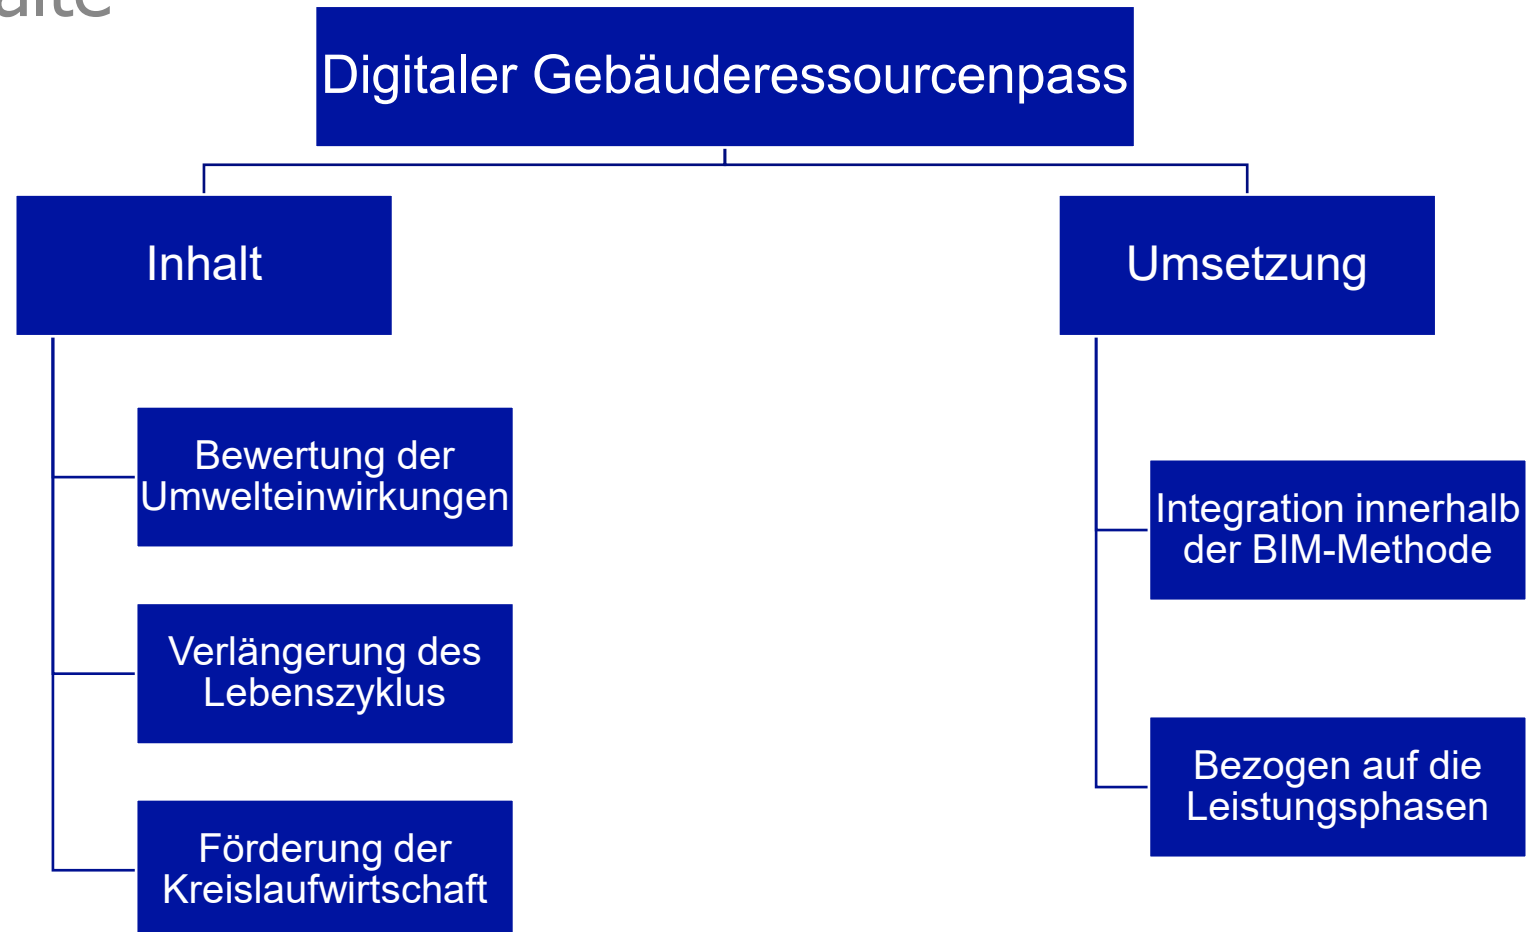 Digitaler Gebäuderessourcenpass
Inhalt
Umsetzung
Bewertung der
Umwelteinwirkungen
Verlängerung des
Lebenszyklus
Förderung der
Kreislaufwirtschaft
Integration innerhalb
der BIM-Methode
Bezogen auf die
Leistungsphasen